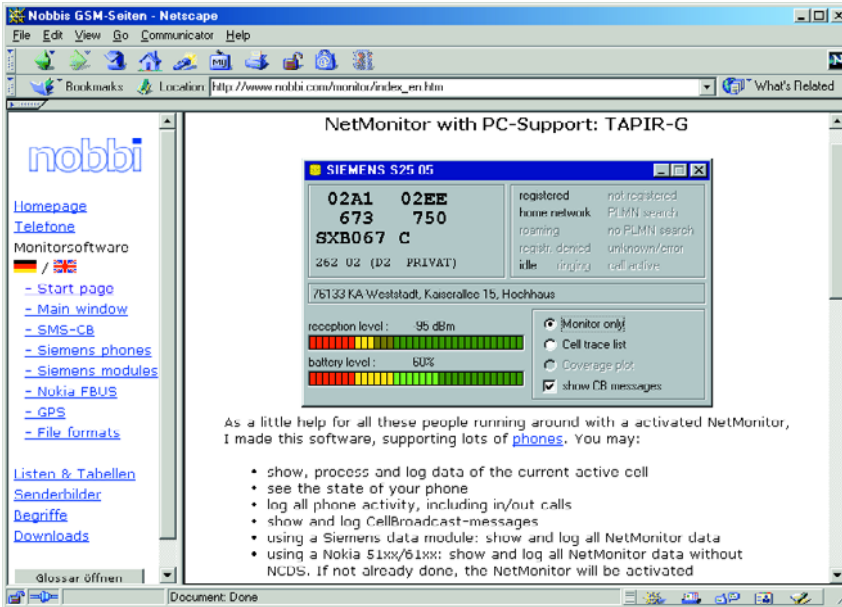 Nobbis GSM-Seiten - Netscape
File Edit View Go Communicator Help
Bookmarks Location: http://www.nobbi.com/monitor/index_en.htm What's Related
nobbi
Homepage
Telefone
Monitorsoftware
/
- Start page
- Main window
- SMS-CB
- Siemens phones
- Siemens modules
- Nokia FBUS
- GPS
- File formats
Listen & Tabellen
Senderbilder
Begriffe
Downloads
Glossar öffnen
NetMonitor with PC-Support: TAPIR-G
SIEMENS S25 05
02A1 02EE
673 750
SXB067 C
262 02 (D2 PRIVAT)
registered not registered
home network PLMN search
roaming no PLMN search
registr. denied unknown/error
idle ringing call active
76133 KA Weststadt, Kaiserallee 15, Hochhaus
reception level : -95 dBm
battery level : 60%
Monitor only
Cell trace list
Coverage plot
show CB messages
As a little help for all these people running around with a activated NetMonitor,
I made this software, supporting lots of phones. You may:
• show, process and log data of the current active cell
• see the state of your phone
• log all phone activity, including in/out calls
• show and log CellBroadcast-messages
• using a Siemens data module: show and log all NetMonitor data
• using a Nokia 51xx/61xx: show and log all NetMonitor data without
NCDS. If not already done, the NetMonitor will be activated
Document: Done